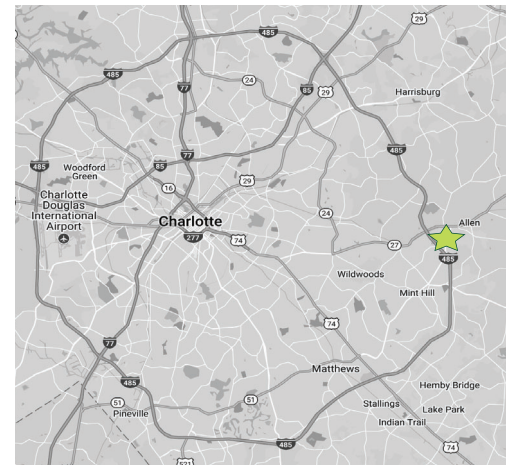 29
485
77
485
24
85
29
Harrisburg
77
485
485
85
Woodford
Green
16
29
Charlotte
Douglas
International
Airport
Charlotte
24
Allen
277
74
27
485
Wildwoods
Mint Hill
74
77
Matthews
485
Hemby Bridge
51
51
Stallings
Lake Park
Pineville
Indian Trail
485
74
521